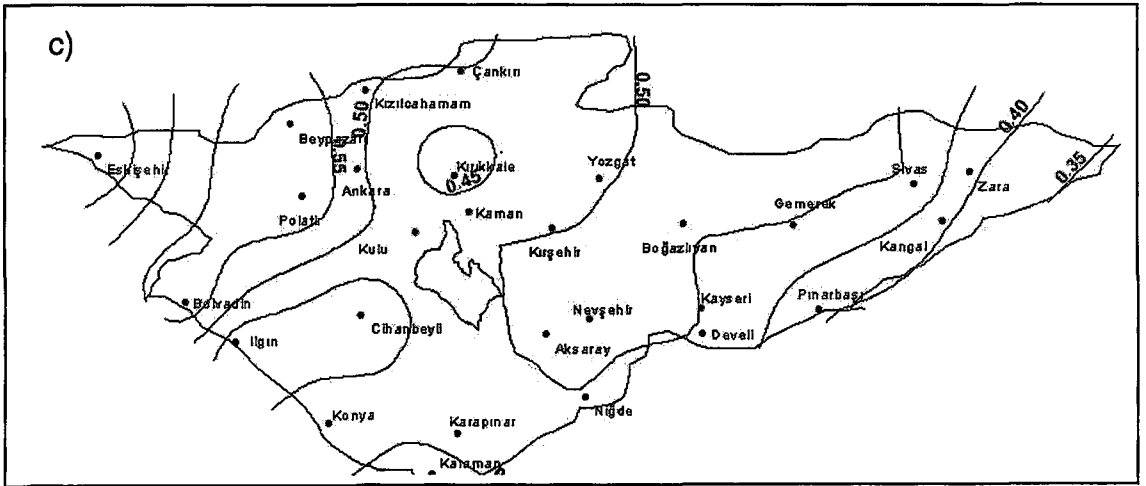 c)
Çankırı
0.50
Kızılcahamam
0.50
Beypazarı
0.55
Eskişehir
Ankara
Kırıkkale
0.45
Yozgat
Sivas
0.40
0.35
Zara
Polatlı
Kaman
Gemerek
Kulu
Kırşehir
Boğazlıyan
Kangal
Bolvadin
Cihanbeyli
Nevşehir
Kayseri
Pınarbaşı
Ilgın
Aksaray
Develi
Niğde
Konya
Karapınar
Karaman